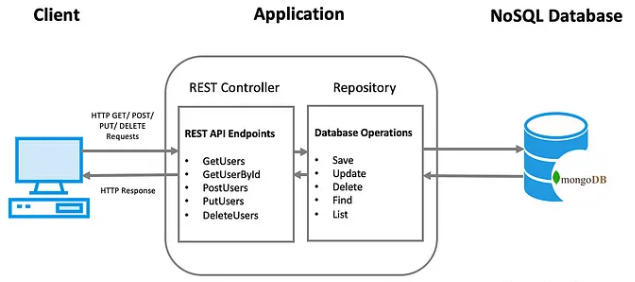 Client
Application
NoSQL Database
REST Controller
Repository
HTTP GET/ POST/
PUT/ DELETE
Requests
HTTP Response
REST API Endpoints
• GetUsers
• GetUserById
• PostUsers
• PutUsers
• DeleteUsers
Database Operations
• Save
• Update
• Delete
• Find
• List
mongoDB